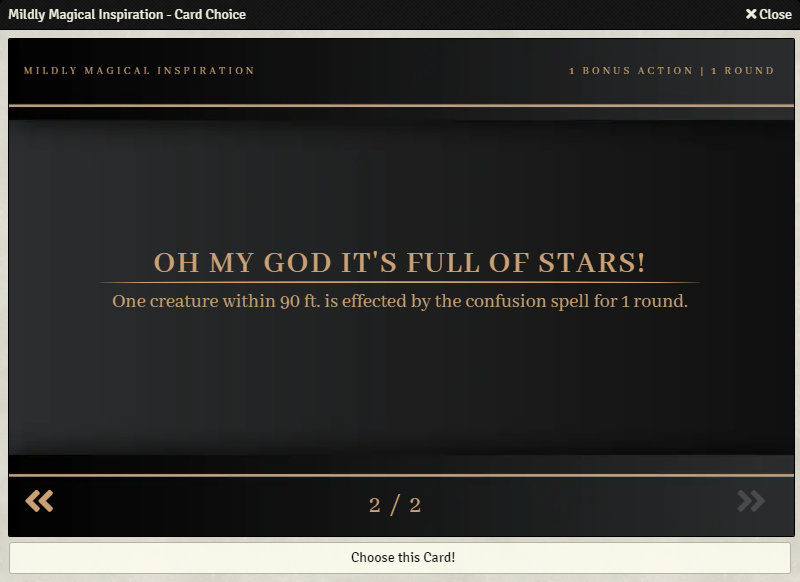 Mildly Magical Inspiration - Card Choice
Close
MILDLY MAGICAL INSPIRATION
1 BONUS ACTION | 1 ROUND
OH MY GOD IT'S FULL OF STARS!
One creature within 90 ft. is effected by the confusion spell for 1 round.
2 / 2
Choose this Card!